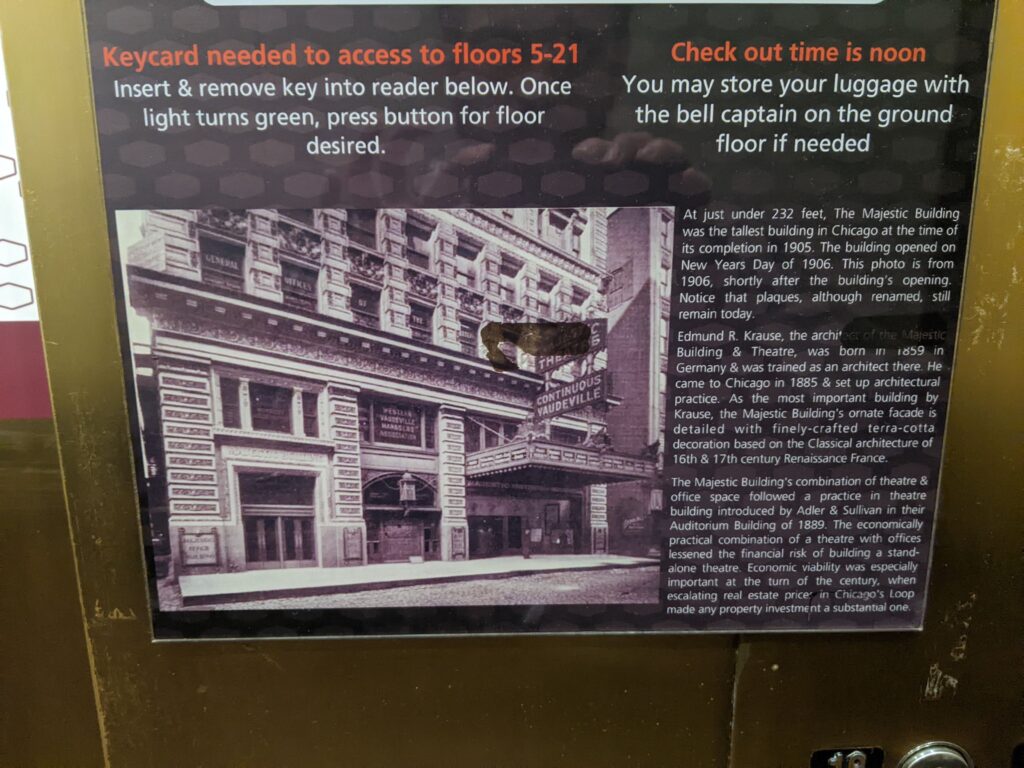 Keycard needed to access to floors 5-21
Insert & remove key into reader below. Once
light turns green, press button for floor
desired.
Check out time is noon
You may store your luggage with
the bell captain on the ground
floor if needed
At just under 232 feet, The Majestic Building
was the tallest building in Chicago at the time of
its completion in 1905. The building opened on
New Years Day of 1906. This photo is from
1906, shortly after the building's opening.
Notice that plaques, although renamed, still
remain today.
Edmund R. Krause, the architect of the Majestic
Building & Theatre, was born in 1859 in
Germany & was trained as an architect there. He
came to Chicago in 1885 & set up architectural
practice. As the most important building by
Krause, the Majestic Building's ornate facade is
detailed with finely-crafted terra-cotta
decoration based on the Classical architecture of
16th & 17th century Renaissance France.
The Majestic Building's combination of theatre &
office space followed a practice in theatre
building introduced by Adler & Sullivan in their
Auditorium Building of 1889. The economically
practical combination of a theatre with offices
lessened the financial risk of building a stand-
alone theatre. Economic viability was especially
important at the turn of the century, when
escalating real estate prices in Chicago's Loop
made any property investment a substantial one.
GENERAL
OFFICES
WESTERN
VAUDEVILLE
MANAGERS
ASSOCIATION
CONTINUOUS
VAUDEVILLE
MAJESTIC
OFFICE
BUILDING